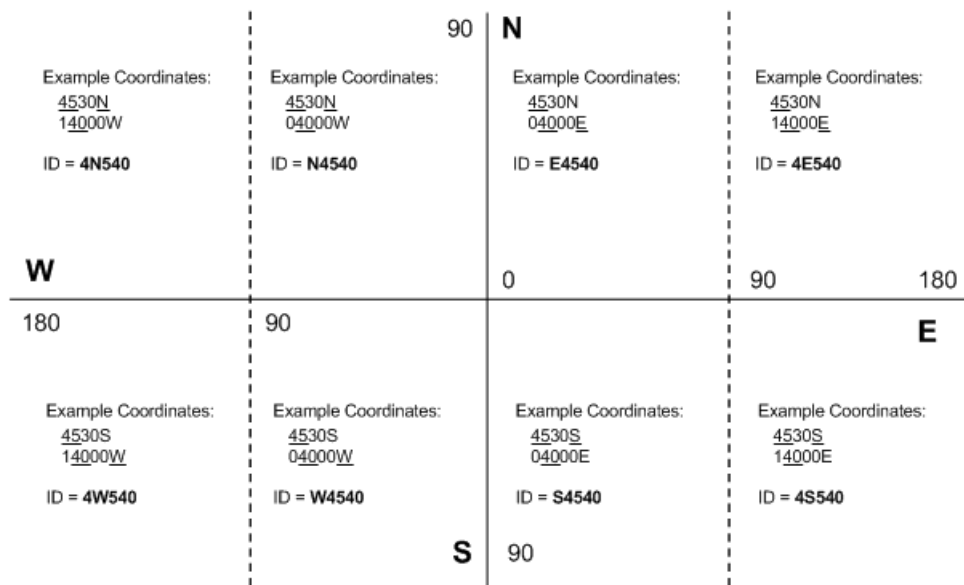 90 N
Example Coordinates:
4530N
14000W
ID = 4N540
Example Coordinates:
4530N
04000W
ID = N4540
Example Coordinates:
4530N
04000E
ID = E4540
Example Coordinates:
4530N
14000E
ID = 4E540
W
0
90
180
180
90
E
Example Coordinates:
4530S
14000W
ID = 4W540
Example Coordinates:
4530S
04000W
ID = W4540
Example Coordinates:
4530S
04000E
ID = S4540
Example Coordinates:
4530S
14000E
ID = 4S540
S 90